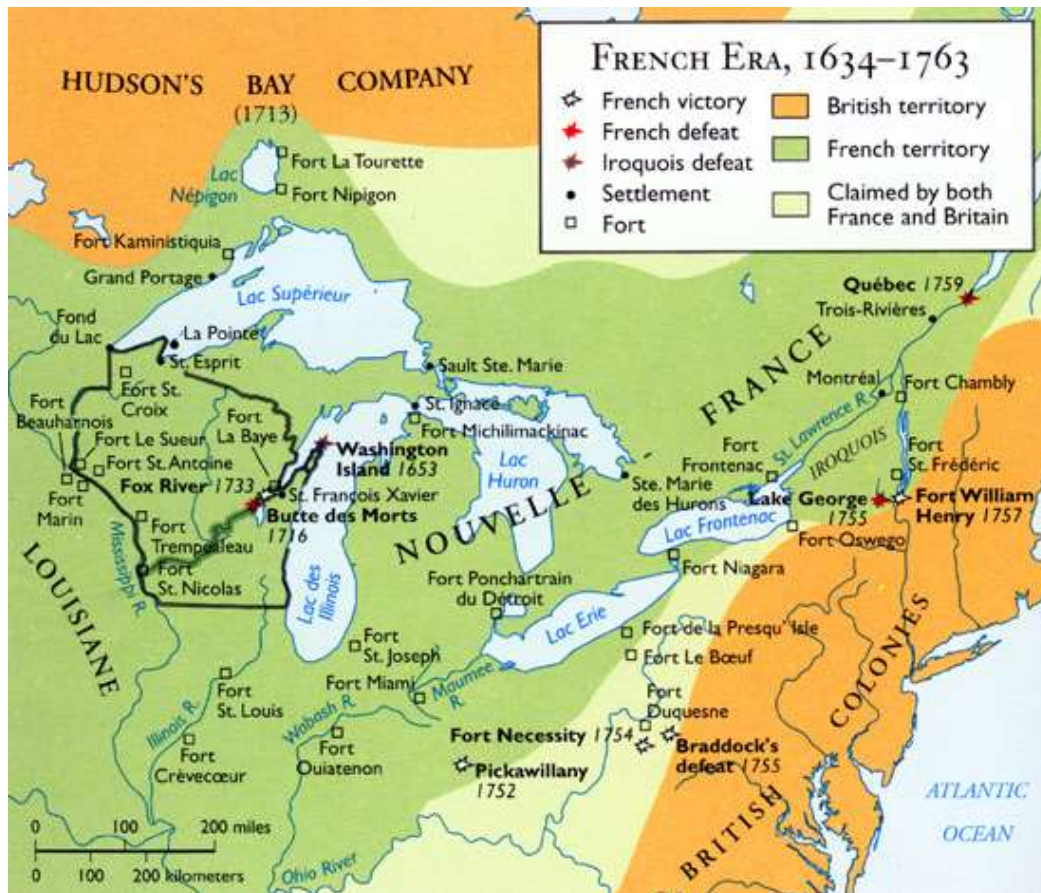 FRENCH ERA, 1634–1763
French victory
French defeat
Iroquois defeat
Settlement
Fort
British territory
French territory
Claimed by both
France and Britain
HUDSON'S BAY COMPANY
(1713)
Lac
Népigon
Fort La Tourette
Fort Nipigon
Fort Kaministiquia
Grand Portage
Lac Supérieur
Fond
du Lac
La Pointe
St. Esprit
Sault Ste. Marie
Québec 1759
Trois-Rivières
Montréal
Fort Chambly
St. Lawrence R.
IROQUOIS
NOUVELLE FRANCE
Fort St.
Croix
Fort
Beauharnois
Fort
La Baye
St. Ignace
Fort Michilimackinac
Fort Le Sueur
Fort St. Antoine
Washington
Island 1653
Fox River 1733
St. François Xavier
Fort
Marin
Butte des Morts
1716
Fort
Trempealeau
Fort
St. Nicolas
Mississippi R.
LOUISIANE
Lac
Huron
Ste. Marie
des Hurons
Fort
Frontenac
Fort
St. Frédéric
Lake George
1755
Fort William
Henry 1757
Lac Frontenac
Fort Oswego
Fort Niagara
Fort Ponchartrain
du Détroit
Lac des
Illinois
Lac Erie
Fort de la Presqu' Isle
Fort Le Bœuf
Fort
St. Joseph
Fort Miami
Maumee
R.
Fort
St. Louis
Illinois R.
Wabash R.
Fort
Duquesne
Fort
Crèvecœur
Fort
Ouiatenon
Fort Necessity 1754
Braddock's
defeat 1755
Pickawillany
1752
BRITISH COLONIES
ATLANTIC
OCEAN
Ohio River
0 100 200 miles
0 100 200 kilometers